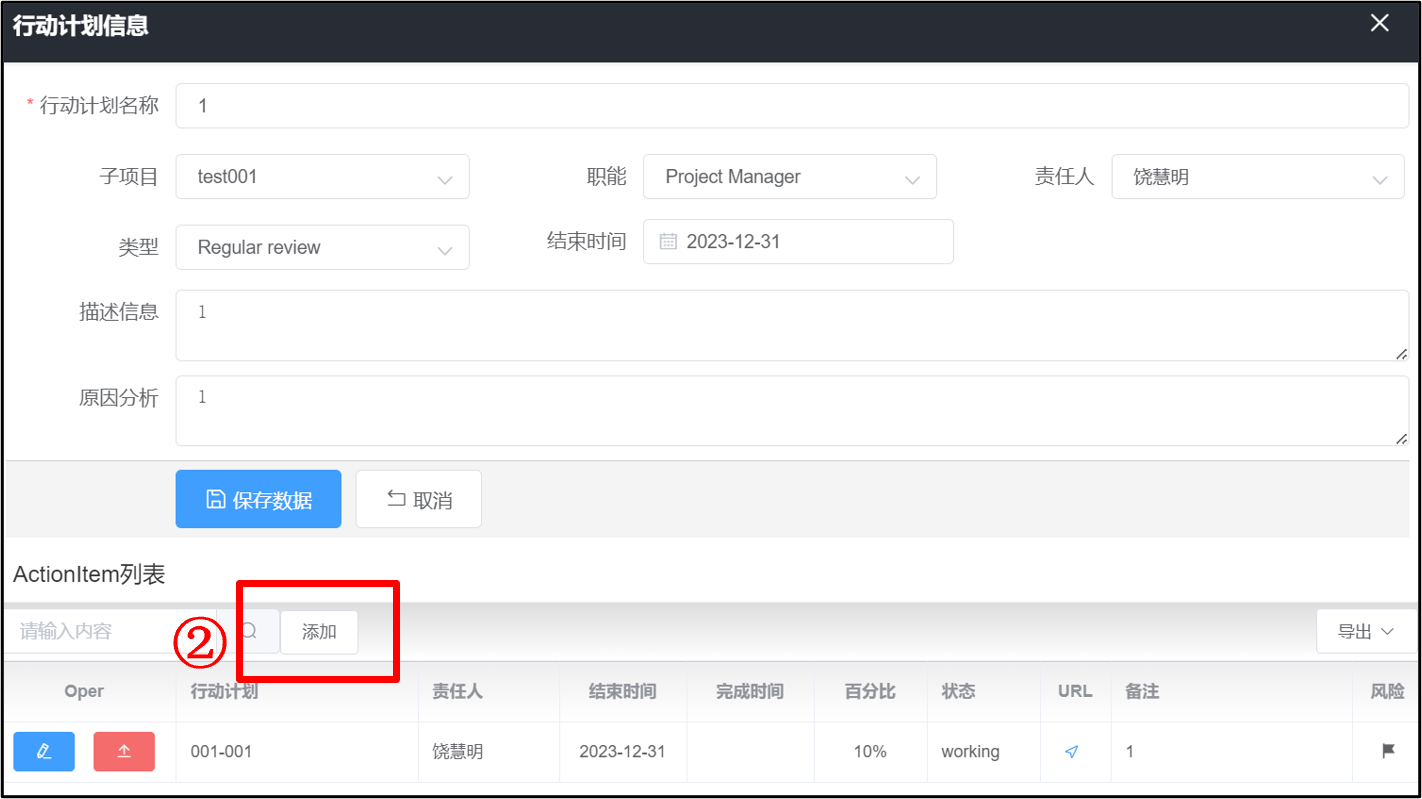 行动计划信息
* 行动计划名称 1
子项目 test001 职能 Project Manager 责任人 饶慧明
类型 Regular review 结束时间 2023-12-31
描述信息 1
原因分析 1
保存数据 取消
ActionItem列表
请输入内容 ② 添加 导出
Oper 行动计划 责任人 结束时间 完成时间 百分比 状态 URL 备注 风险
001-001 饶慧明 2023-12-31 10% working 1